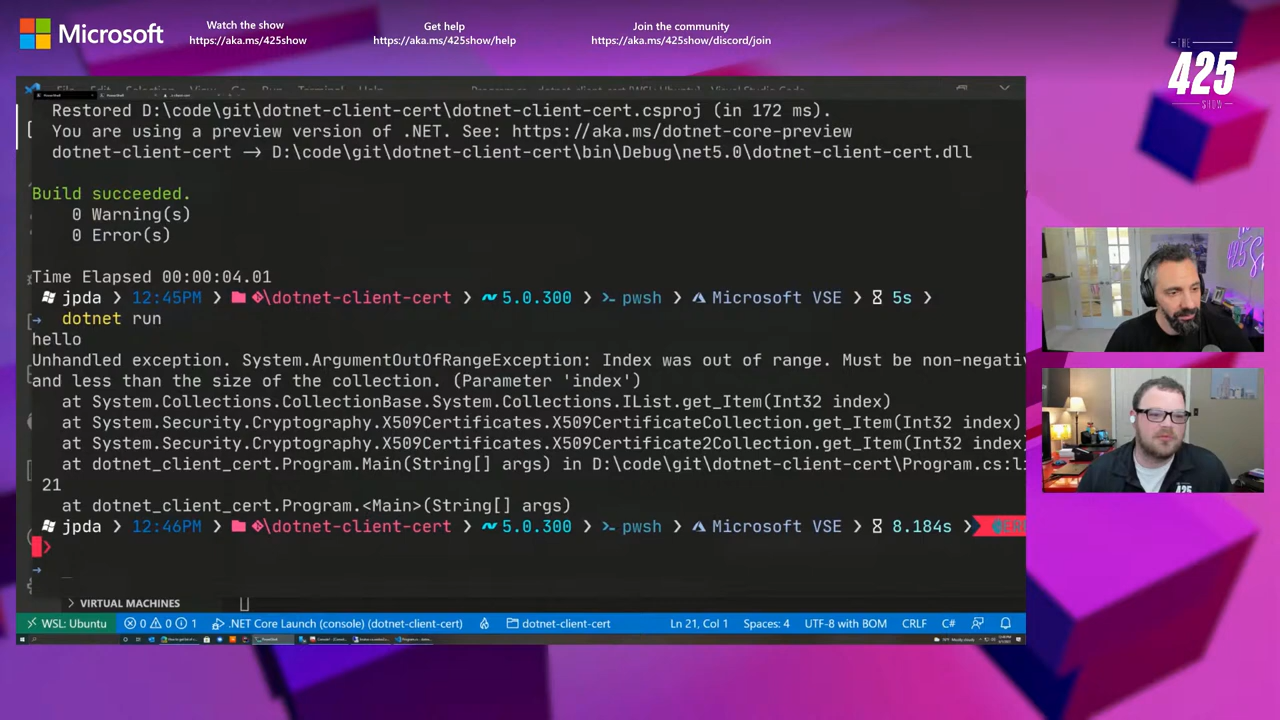 Microsoft
Watch the show
https://aka.ms/425show
Get help
https://aka.ms/425show/help
Join the community
https://aka.ms/425show/discord/join
THE
425
SHOW
Restored D:\code\git\dotnet-client-cert\dotnet-client-cert.csproj (in 172 ms).
You are using a preview version of .NET. See: https://aka.ms/dotnet-core-preview
dotnet-client-cert → D:\code\git\dotnet-client-cert\bin\Debug\net5.0\dotnet-client-cert.dll
Build succeeded.
0 Warning(s)
0 Error(s)
Time Elapsed 00:00:04.01
jpda 12:45PM \dotnet-client-cert 5.0.300 pwsh Microsoft VSE 5s
dotnet run
hello
Unhandled exception. System.ArgumentOutOfRangeException: Index was out of range. Must be non-negativ
and less than the size of the collection. (Parameter 'index')
at System.Collections.CollectionBase.System.Collections.IList.get_Item(Int32 index)
at System.Security.Cryptography.X509Certificates.X509CertificateCollection.get_Item(Int32 index)
at System.Security.Cryptography.X509Certificates.X509Certificate2Collection.get_Item(Int32 index
at dotnet_client_cert.Program.Main(String[] args) in D:\code\git\dotnet-client-cert\Program.cs:li
21
at dotnet_client_cert.Program.<Main>(String[] args)
jpda 12:46PM \dotnet-client-cert 5.0.300 pwsh Microsoft VSE 8.184s
VIRTUAL MACHINES
WSL: Ubuntu 0 0 1 .NET Core Launch (console) (dotnet-client-cert) dotnet-client-cert Ln 21, Col 1 Spaces: 4 UTF-8 with BOM CRLF C#